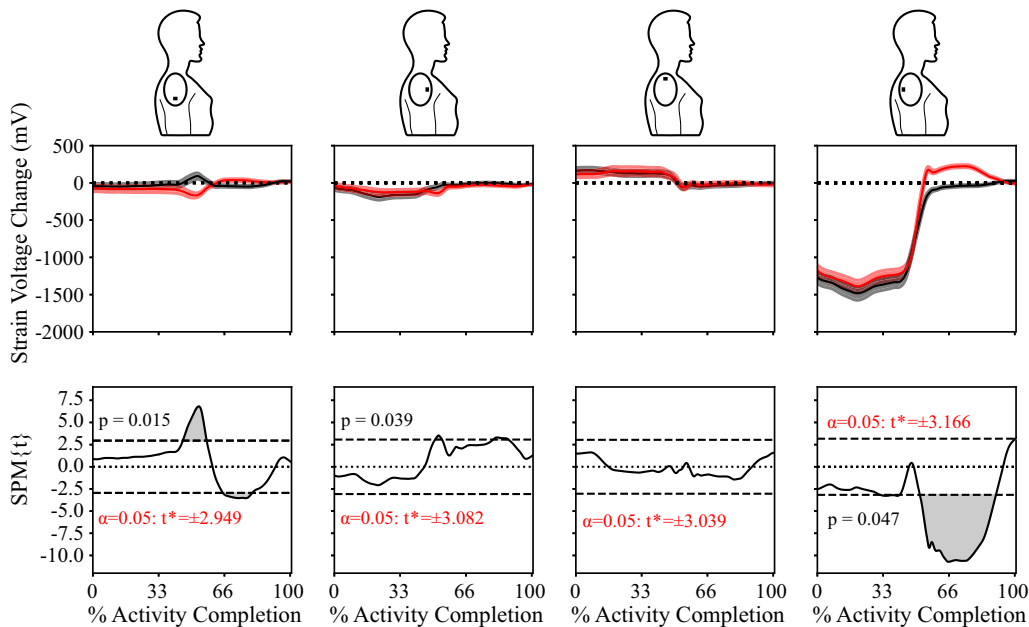 Strain Voltage Change (mV)
500
0
-500
-1000
-1500
-2000
SPM{t}
7.5
5.0
2.5
0.0
-2.5
-5.0
-7.5
-10.0
p = 0.015
α=0.05: t*=±2.949
0 33 66 100
% Activity Completion
p = 0.039
α=0.05: t*=±3.082
0 33 66 100
% Activity Completion
α=0.05: t*=±3.039
0 33 66 100
% Activity Completion
α=0.05: t*=±3.166
p = 0.047
0 33 66 100
% Activity Completion